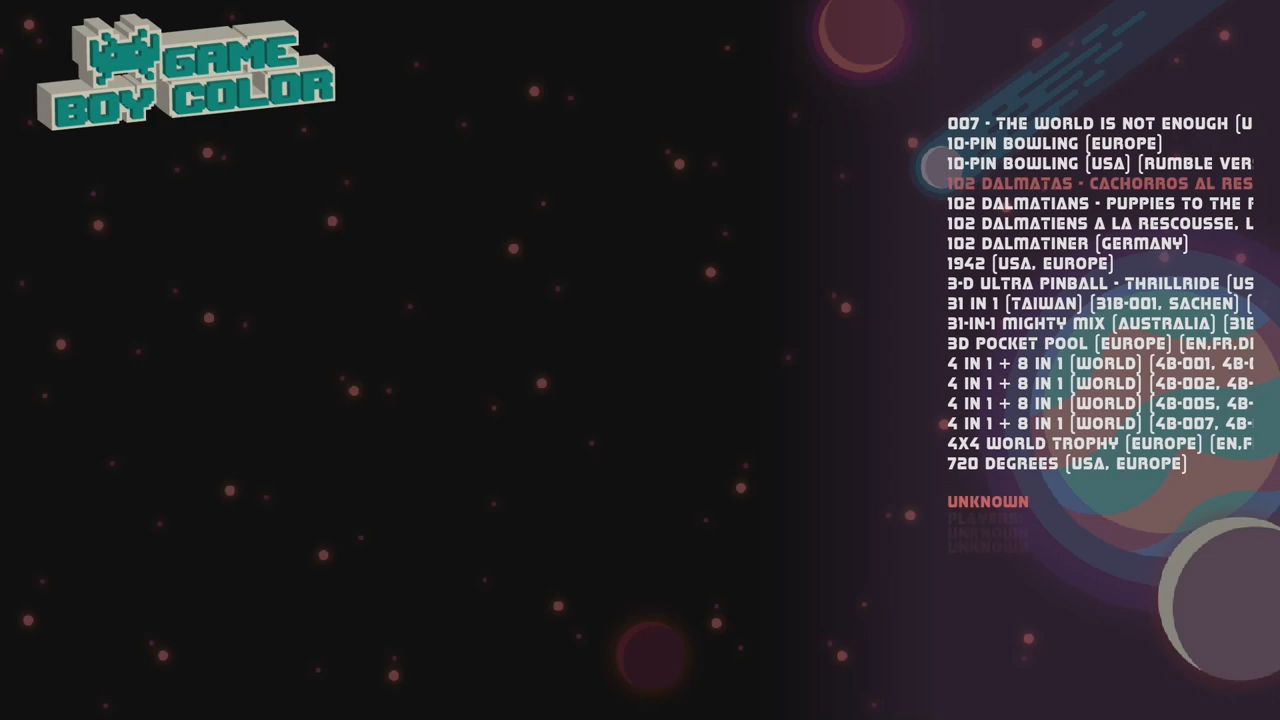 GAME
BOY COLOR
007 - THE WORLD IS NOT ENOUGH (U
10-PIN BOWLING (EUROPE)
10-PIN BOWLING (USA) (RUMBLE VER
102 DALMATAS - CACHORROS AL RES
102 DALMATIANS - PUPPIES TO THE
102 DALMATIENS A LA RESCOUSSE, L
102 DALMATINER (GERMANY)
1942 (USA, EUROPE)
3-D ULTRA PINBALL - THRILLRIDE (US
31 IN 1 (TAIWAN) (31B-001, SACHEN) (
31-IN-1 MIGHTY MIX (AUSTRALIA) (31B
3D POCKET POOL (EUROPE) (EN,FR,DE
4 IN 1 + 8 IN 1 (WORLD) (4B-001, 4B-
4 IN 1 + 8 IN 1 (WORLD) (4B-002, 4B-
4 IN 1 + 8 IN 1 (WORLD) (4B-005, 4B-
4 IN 1 + 8 IN 1 (WORLD) (4B-007, 4B-
4X4 WORLD TROPHY (EUROPE) (EN,F
720 DEGREES (USA, EUROPE)
UNKNOWN
PLAYERS:
UNKNOWN
UNKNOWN